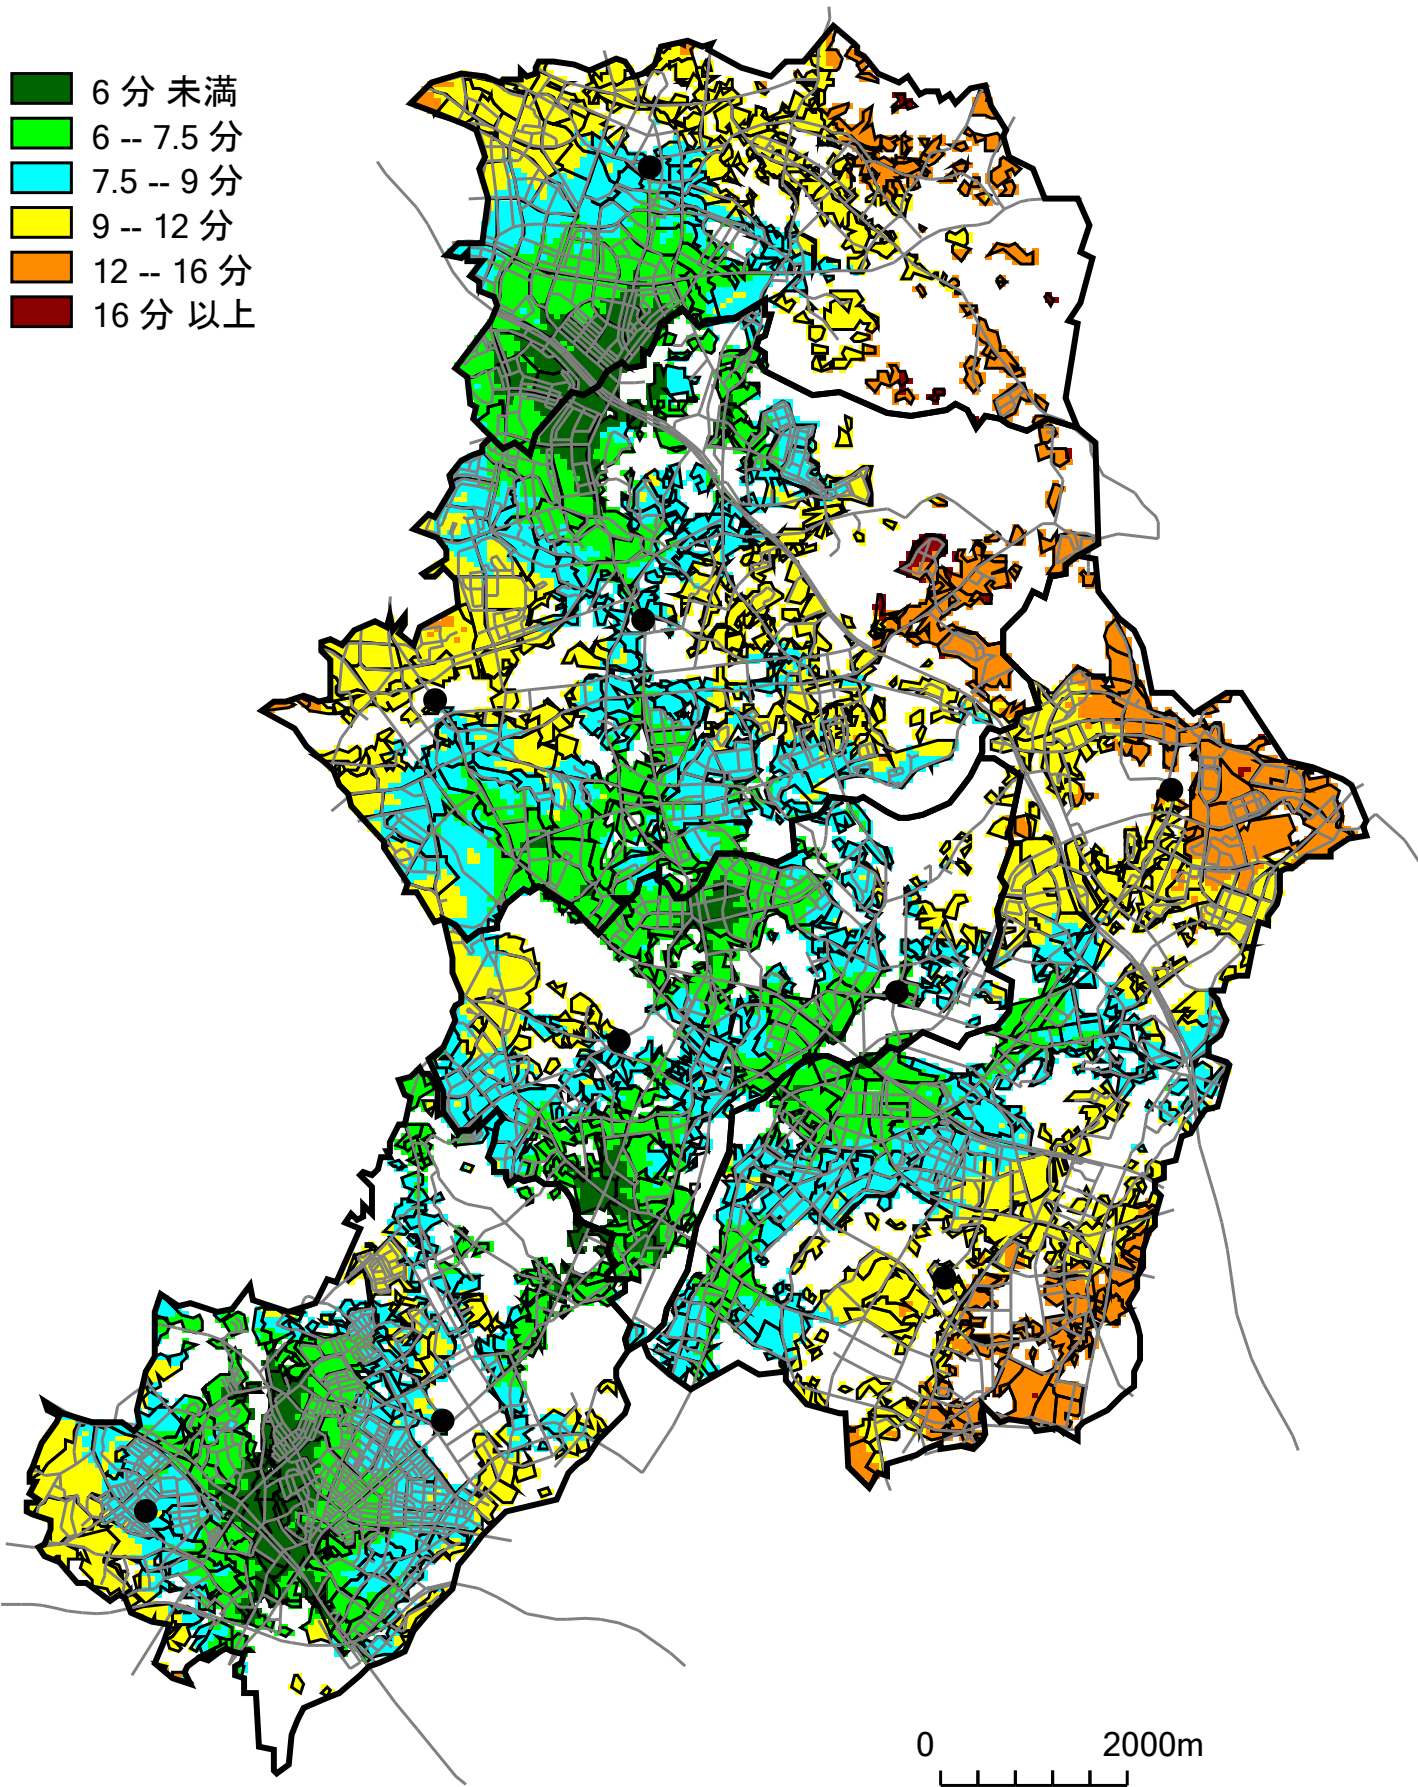 6 分 未満
6 -- 7.5 分
7.5 -- 9 分
9 -- 12 分
12 -- 16 分
16 分 以上
0 2000m